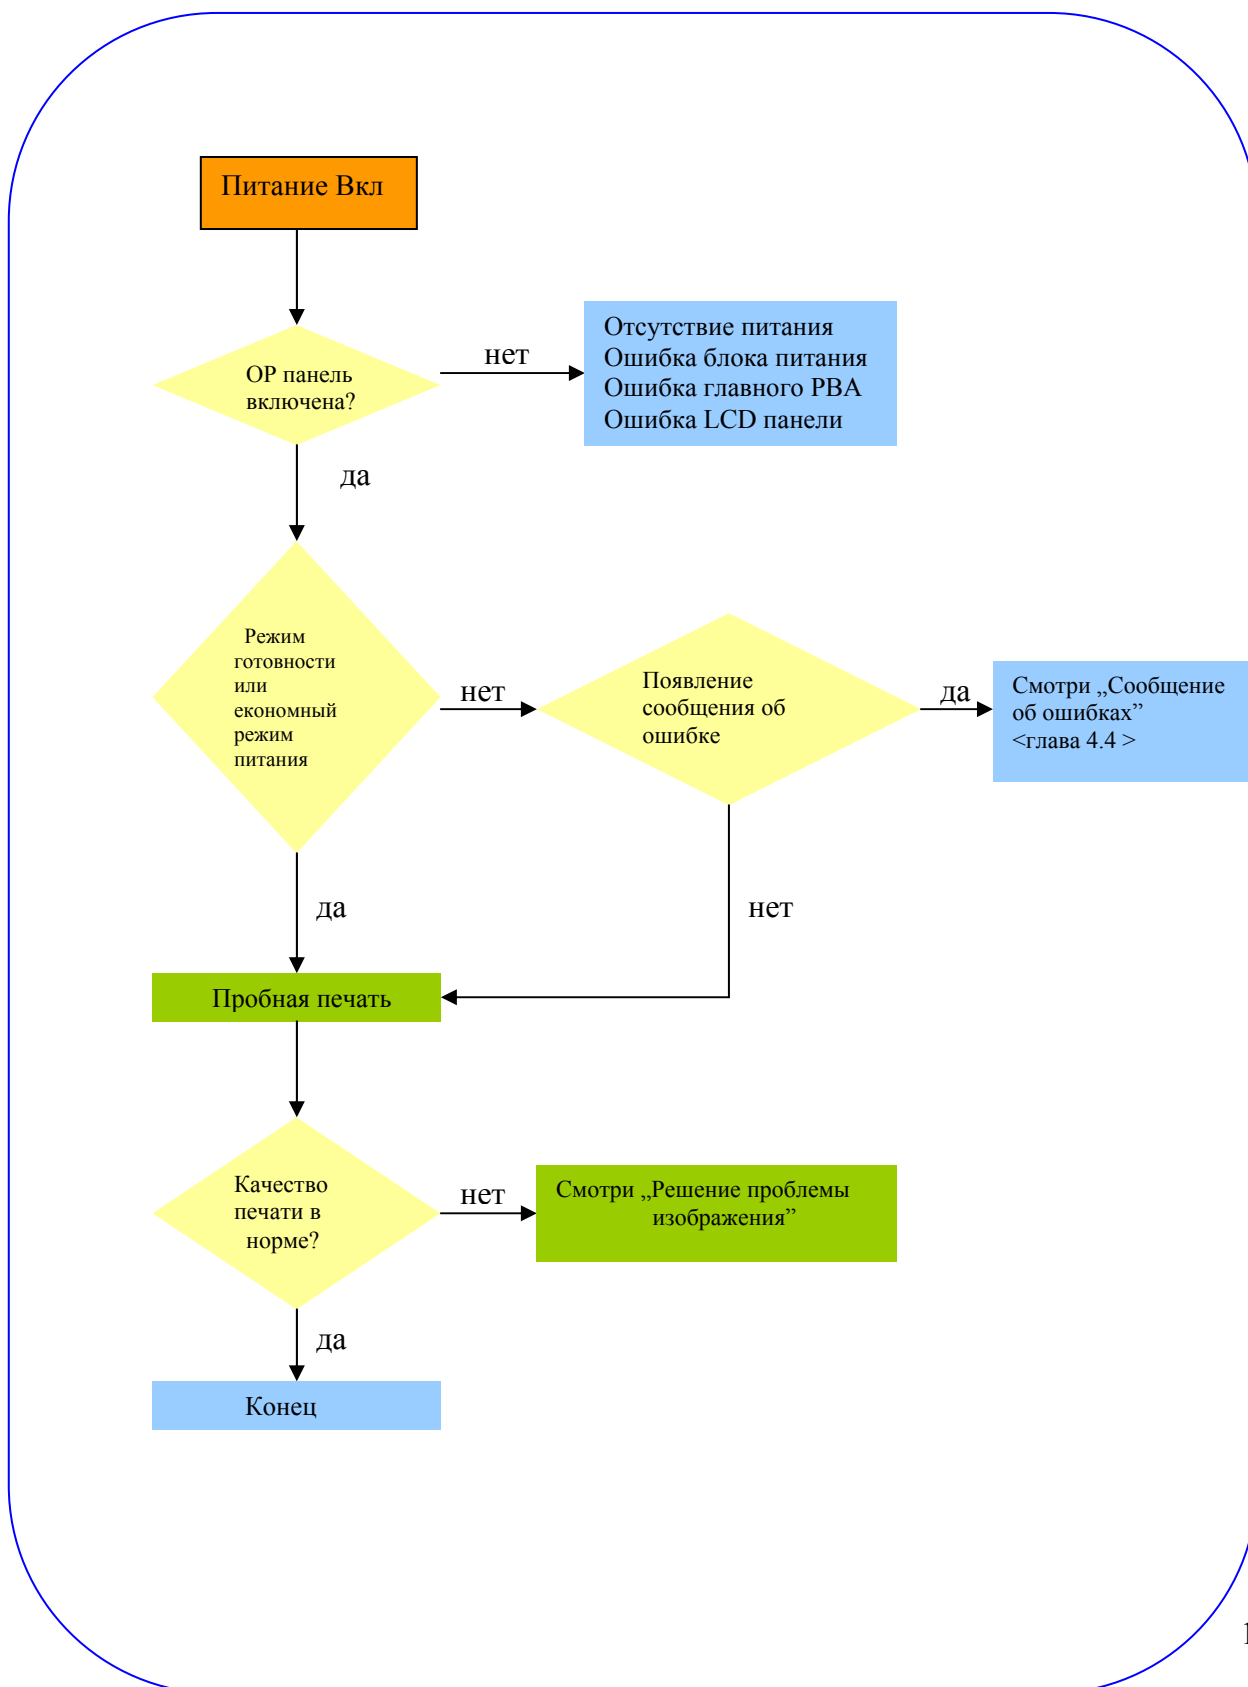 Питание Вкл
ОР панель
включена?
нет
Отсутствие питания
Ошибка блока питания
Ошибка главного РВА
Ошибка LCD панели
да
Режим
готовности
или
економный
режим
питания
нет
Появление
сообщения об
ошибке
да
Смотри „Сообщение
об ошибках”
<глава 4.4 >
да
нет
Пробная печать
Качество
печати в
норме?
нет
Смотри „Решение проблемы
изображения”
да
Конец
1